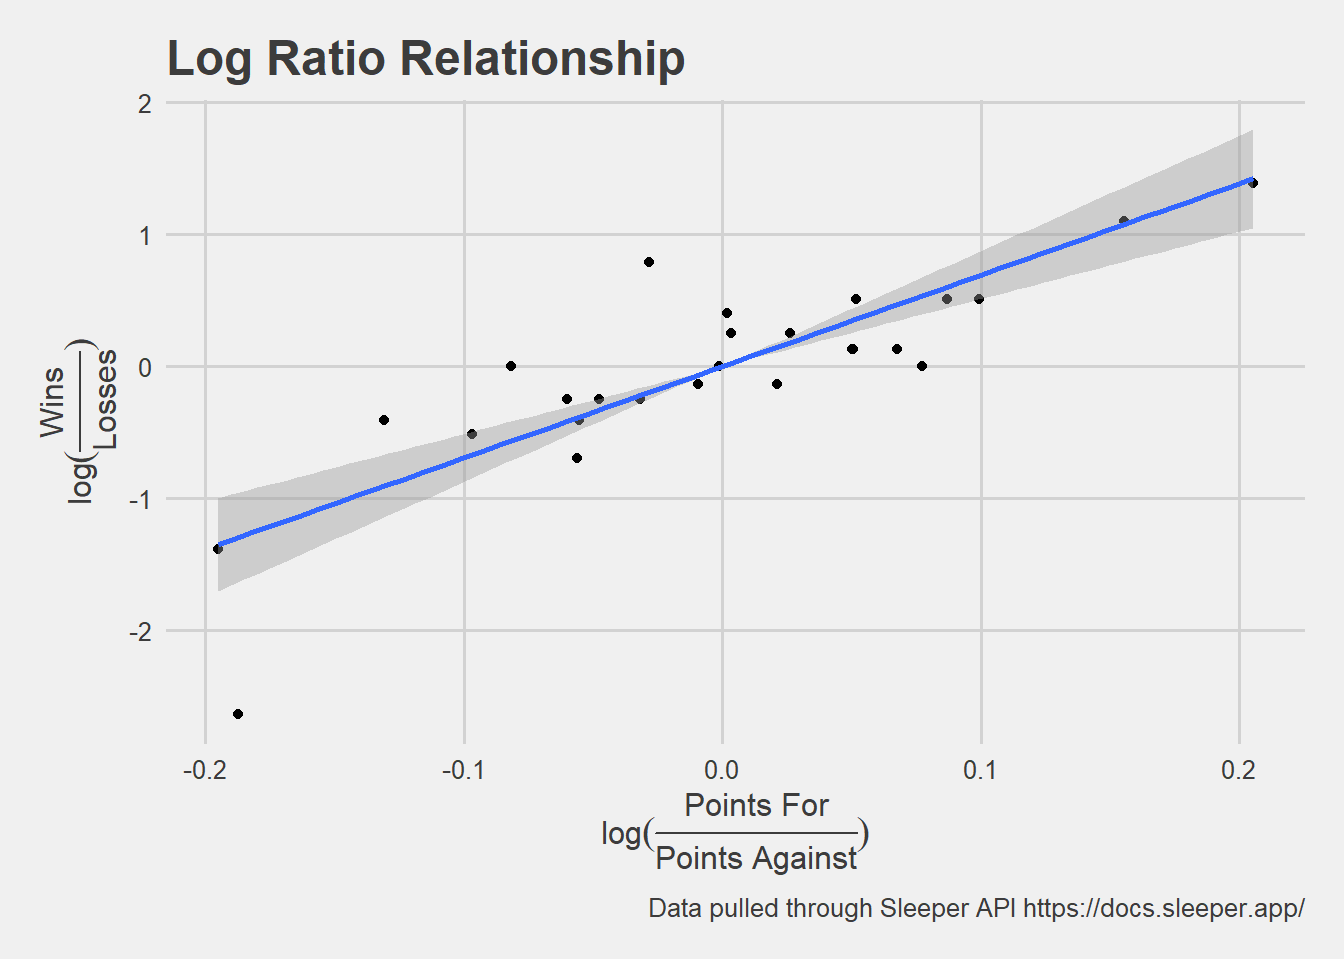 Log Ratio Relationship
2
1
0
-1
-2
log(Wins/Losses)
-0.2 -0.1 0.0 0.1 0.2
Points For
log( )
Points Against
Data pulled through Sleeper API https://docs.sleeper.app/